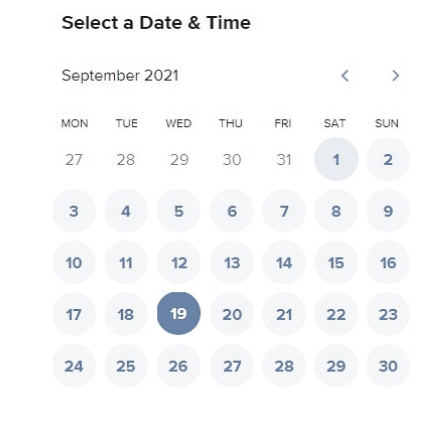 Select a Date & Time
September 2021
MON TUE WED THU FRI SAT SUN
27 28 29 30 31 1 2
3 4 5 6 7 8 9
10 11 12 13 14 15 16
17 18 19 20 21 22 23
24 25 26 27 28 29 30